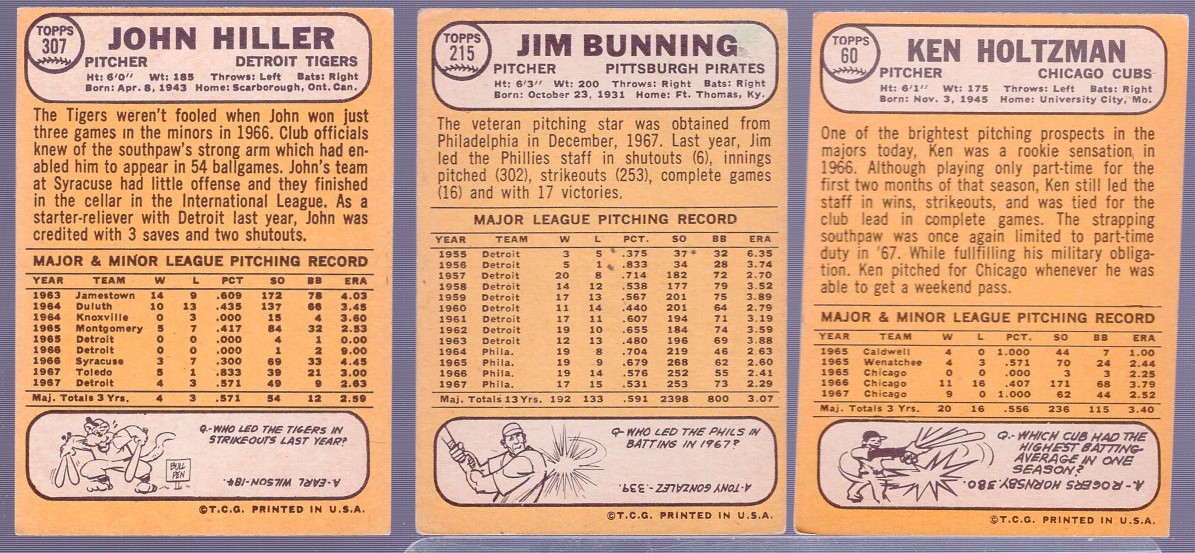 TOPPS
307
JOHN HILLER
PITCHER DETROIT TIGERS
Ht: 6'0" Wt: 185 Throws: Left Bats: Right
Born: Apr. 8, 1943 Home: Scarborough, Ont. Can.
The Tigers weren't fooled when John won just
three games in the minors in 1966. Club officials
knew of the southpaw's strong arm which had en-
abled him to appear in 54 ballgames. John's team
at Syracuse had little offense and they finished
in the cellar in the International League. As a
starter-reliever with Detroit last year, John was
credited with 3 saves and two shutouts.
MAJOR & MINOR LEAGUE PITCHING RECORD
YEAR TEAM W L PCT SO BB ERA
1963 Jamestown 14 9 .609 172 78 4.03
1964 Duluth 10 13 .435 137 66 3.45
1964 Knoxville 0 3 .000 15 4 3.60
1965 Montgomery 5 7 .417 84 32 2.53
1965 Detroit 0 0 .000 4 1 0.00
1966 Detroit 0 0 .000 1 2 9.00
1966 Syracuse 3 7 .300 69 33 4.45
1967 Toledo 5 1 .833 39 21 3.00
1967 Detroit 4 3 .571 49 9 2.63
Maj. Totals 3 Yrs. 4 3 .571 54 12 2.59
Q-WHO LED THE TIGERS IN
STRIKEOUTS LAST YEAR?
BULL
PEN
A-EARL WILSON-184.
©T.C.G. PRINTED IN U.S.A.
TOPPS
215
JIM BUNNING
PITCHER PITTSBURGH PIRATES
Ht: 6'3" Wt: 200 Throws: Right Bats: Right
Born: October 23, 1931 Home: Ft. Thomas, Ky.
The veteran pitching star was obtained from
Philadelphia in December, 1967. Last year, Jim
led the Phillies staff in shutouts (6), innings
pitched (302), strikeouts (253), complete games
(16) and with 17 victories.
MAJOR LEAGUE PITCHING RECORD
YEAR TEAM W L PCT. SO BB ERA
1955 Detroit 3 5 .375 37 32 6.35
1956 Detroit 5 1 .833 34 28 3.74
1957 Detroit 20 8 .714 182 72 2.70
1958 Detroit 14 12 .538 177 79 3.52
1959 Detroit 17 13 .567 201 75 3.89
1960 Detroit 11 14 .440 201 64 2.79
1961 Detroit 17 11 .607 194 71 3.19
1962 Detroit 19 10 .655 184 74 3.59
1963 Detroit 12 13 .480 196 69 3.88
1964 Phila. 19 8 .704 219 46 2.63
1965 Phila. 19 9 .679 268 62 2.60
1966 Phila. 19 14 .576 252 55 2.41
1967 Phila. 17 15 .531 253 73 2.29
Maj. Totals 13 Yrs. 192 133 .591 2398 800 3.07
Q-WHO LED THE PHILS IN
BATTING IN 1967?
A-TONY GONZALEZ-.339.
©T.C.G. PRINTED IN U.S.A.
TOPPS
60
KEN HOLTZMAN
PITCHER CHICAGO CUBS
Ht: 6'1" Wt: 175 Throws: Left Bats: Right
Born: Nov. 3, 1945 Home: University City, Mo.
One of the brightest pitching prospects in the
majors today, Ken was a rookie sensation in
1966. Although playing only part-time for the
first two months of that season, Ken still led the
staff in wins, strikeouts, and was tied for the
club lead in complete games. The strapping
southpaw was once again limited to part-time
duty in '67. While fullfilling his military obliga-
tion. Ken pitched for Chicago whenever he was
able to get a weekend pass.
MAJOR & MINOR LEAGUE PITCHING RECORD
YEAR TEAM W L PCT. SO BB ERA
1965 Caldwell 4 0 1.000 44 7 1.00
1965 Wenatchee 4 3 .571 70 24 2.44
1965 Chicago 0 0 .000 3 3 2.25
1966 Chicago 11 16 .407 171 68 3.79
1967 Chicago 9 0 1.000 62 44 2.52
Maj. Totals 3 Yrs. 20 16 .556 236 115 3.40
Q.-WHICH CUB HAD THE
HIGHEST BATTING
AVERAGE IN ONE
SEASON?
A.-ROGERS HORNSBY 380.
©T.C.G. PRINTED IN U.S.A.